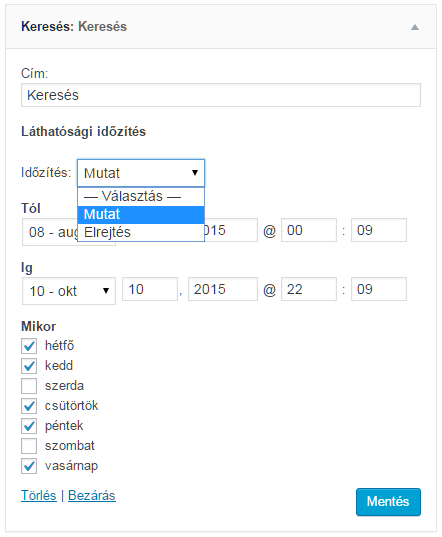 Keresés: Keresés
Cím:
Keresés
Láthatósági időzítés
Időzítés: Mutat
— Választás —
Mutat
Elrejtés
Tól
08 - aug 2015 @ 00 : 09
Ig
10 - okt 10 , 2015 @ 22 : 09
Mikor
hétfő
kedd
szerda
csütörtök
péntek
szombat
vasárnap
Törlés | Bezárás Mentés